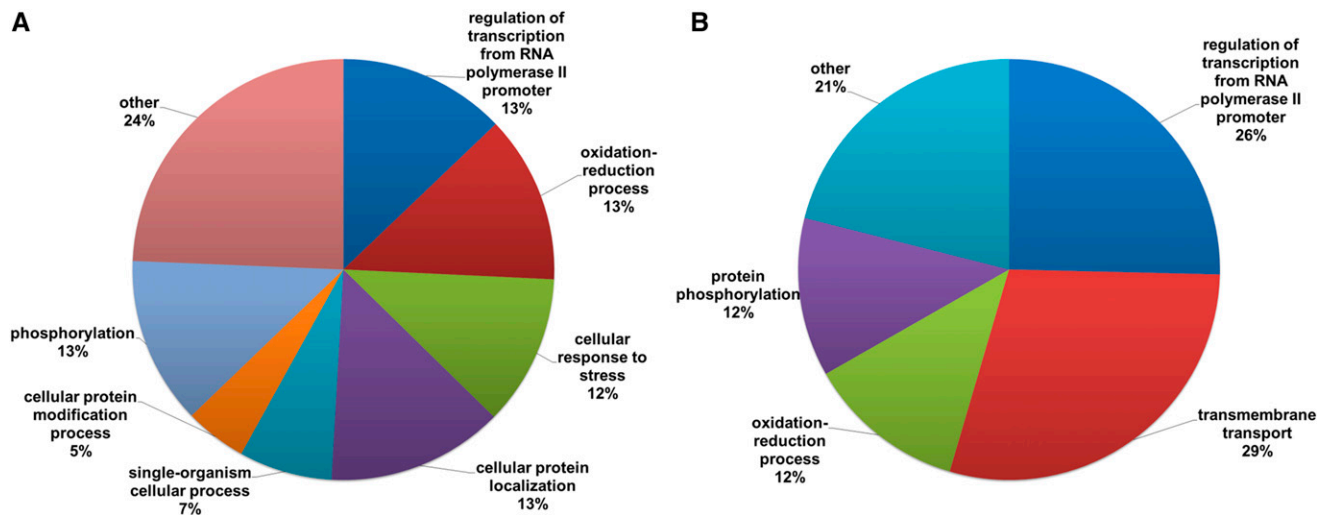 A
regulation of
transcription
from RNA
polymerase II
promoter
13%
oxidation-
reduction
process
13%
cellular
response to
stress
12%
cellular protein
localization
13%
single-organism
cellular process
7%
cellular protein
modification
process
5%
phosphorylation
13%
other
24%
B
regulation of
transcription
from RNA
polymerase II
promoter
26%
transmembrane
transport
29%
oxidation-
reduction
process
12%
protein
phosphorylation
12%
other
21%